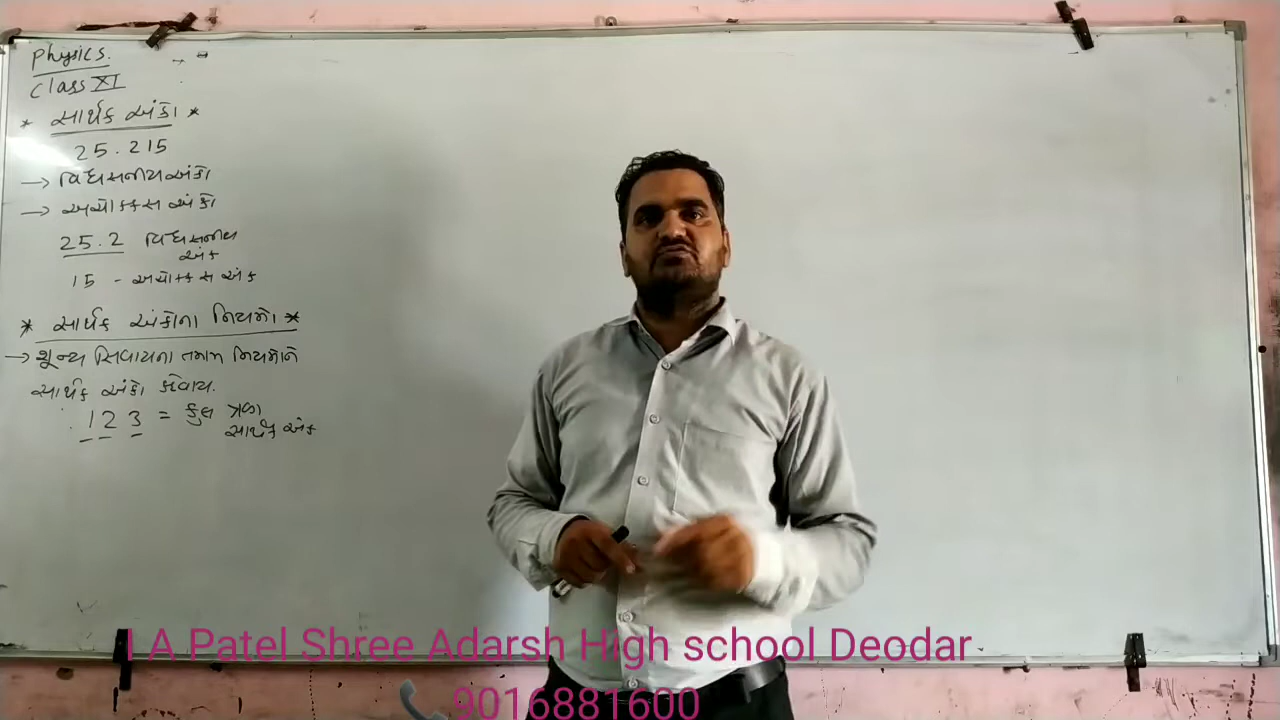 Physics.
Class XI
* સાર્થક અંકો *
25.215
→ વિશ્વસનીય અંકો
→ અચોક્કસ અંકો
25.2 વિશ્વસનીય
અંક
15 - અચોક્કસ અંક
* સાર્થક અંકોના નિયમો *
→ શૂન્ય સિવાયના તમામ નિયમોને
સાર્થક અંકો કહેવાય.
123 = કુલ ત્રણ
સાર્થક અંક
I A Patel Shree Adarsh High school Deodar
📞 9016881600